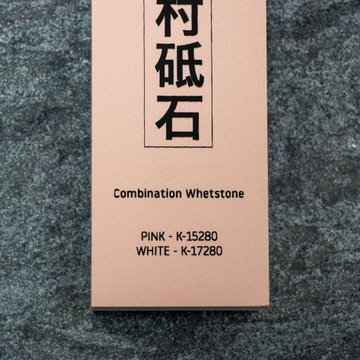 村砥石
Combination Whetstone
PINK - K-15280
WHITE - K-17280